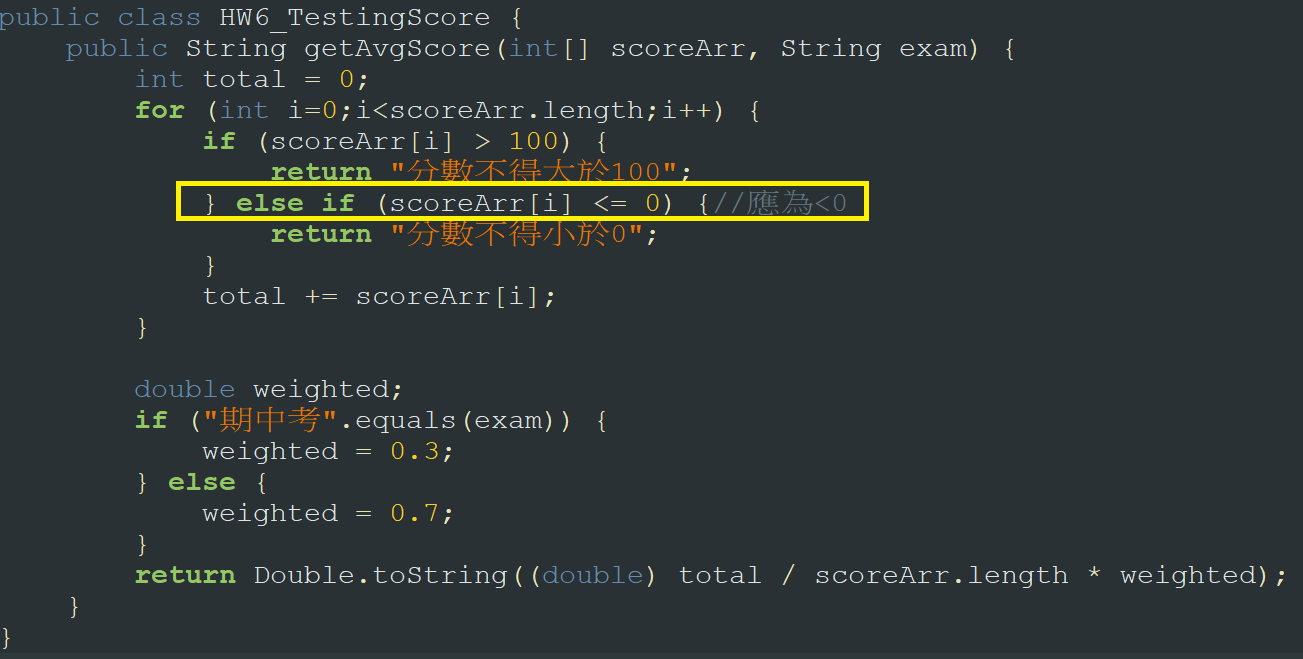 public class HW6_TestingScore {
public String getAvgScore(int[] scoreArr, String exam) {
int total = 0;
for (int i=0;i<scoreArr.length;i++) {
if (scoreArr[i] > 100) {
return "分數不得大於100";
} else if (scoreArr[i] <= 0) {//應為<0
return "分數不得小於0";
}
total += scoreArr[i];
}
double weighted;
if ("期中考".equals(exam)) {
weighted = 0.3;
} else {
weighted = 0.7;
}
return Double.toString((double) total / scoreArr.length * weighted);
}
}